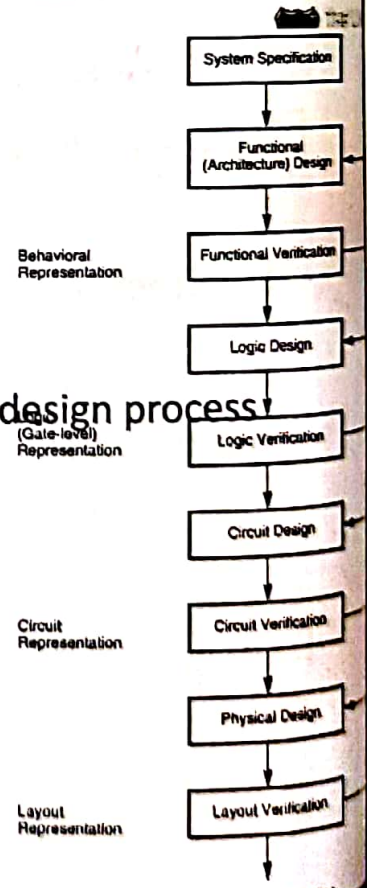 System Specification
Functional
(Architecture) Design
Behavioral
Representation
Functional Verification
Logic Design
design process
(Gate-level)
Representation
Logic Verification
Circuit Design
Circuit
Representation
Circuit Verification
Physical Design
Layout
Representation
Layout Verification